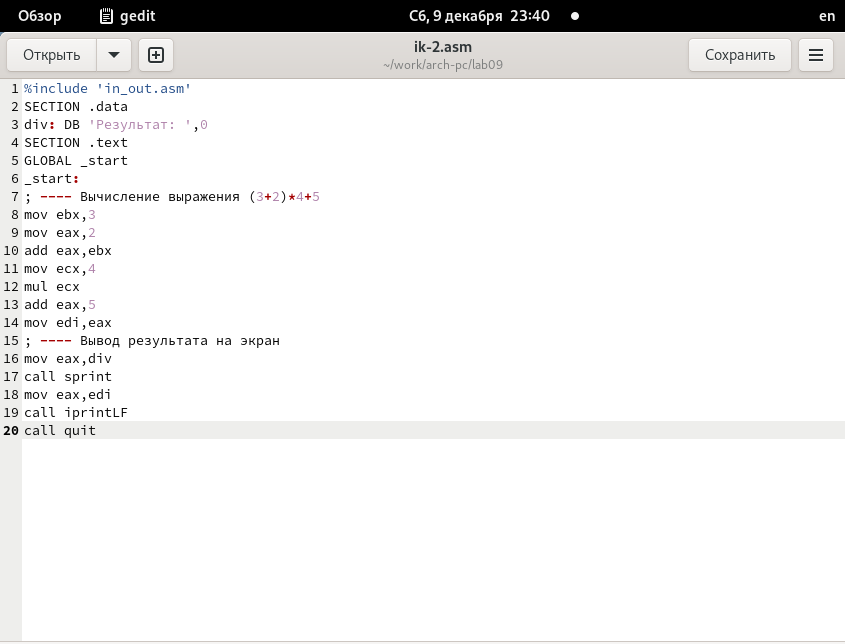 Обзор gedit Сб, 9 декабря 23:40 en
Открыть ik-2.asm Сохранить
~/work/arch-pc/lab09
1 %include 'in_out.asm'
2 SECTION .data
3 div: DB 'Результат: ',0
4 SECTION .text
5 GLOBAL _start
6 _start:
7 ; ---- Вычисление выражения (3+2)*4+5
8 mov ebx,3
9 mov eax,2
10 add eax,ebx
11 mov ecx,4
12 mul ecx
13 add eax,5
14 mov edi,eax
15 ; ---- Вывод результата на экран
16 mov eax,div
17 call sprint
18 mov eax,edi
19 call iprintLF
20 call quit